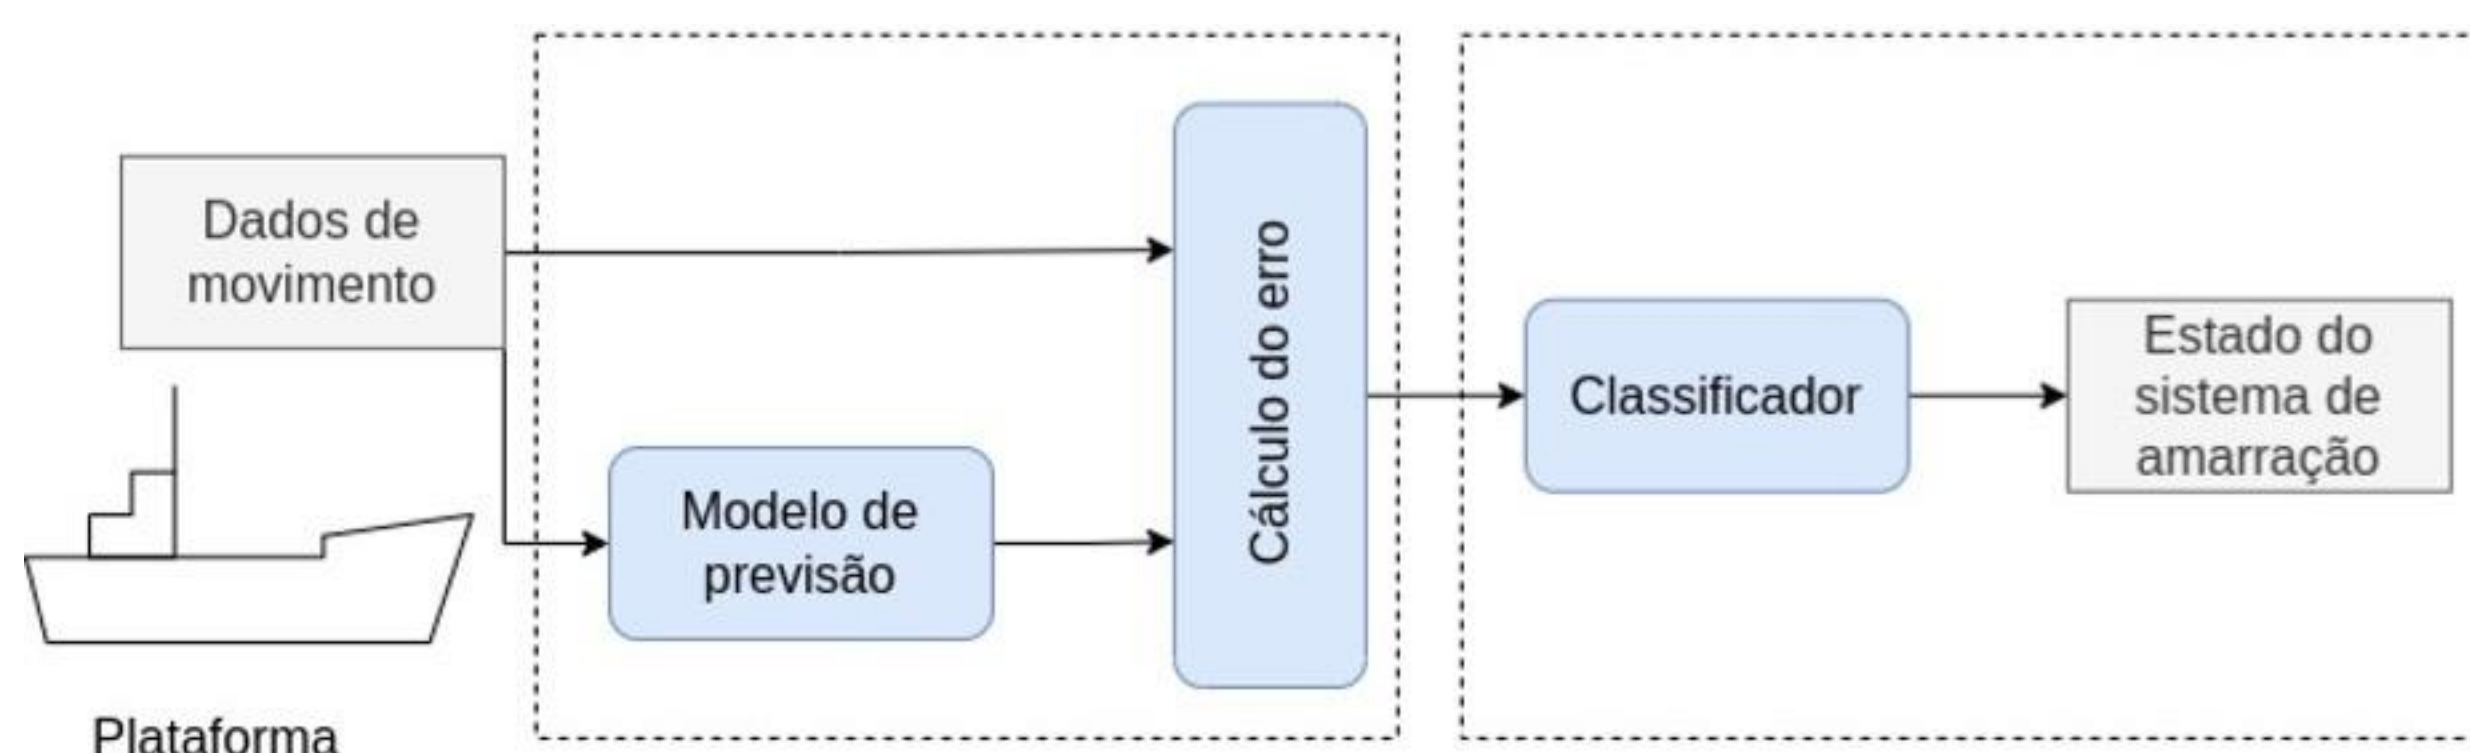 Dados de
movimento
Plataforma
Modelo de
previsão
Cálculo do erro
Classificador
Estado do
sistema de
amarração